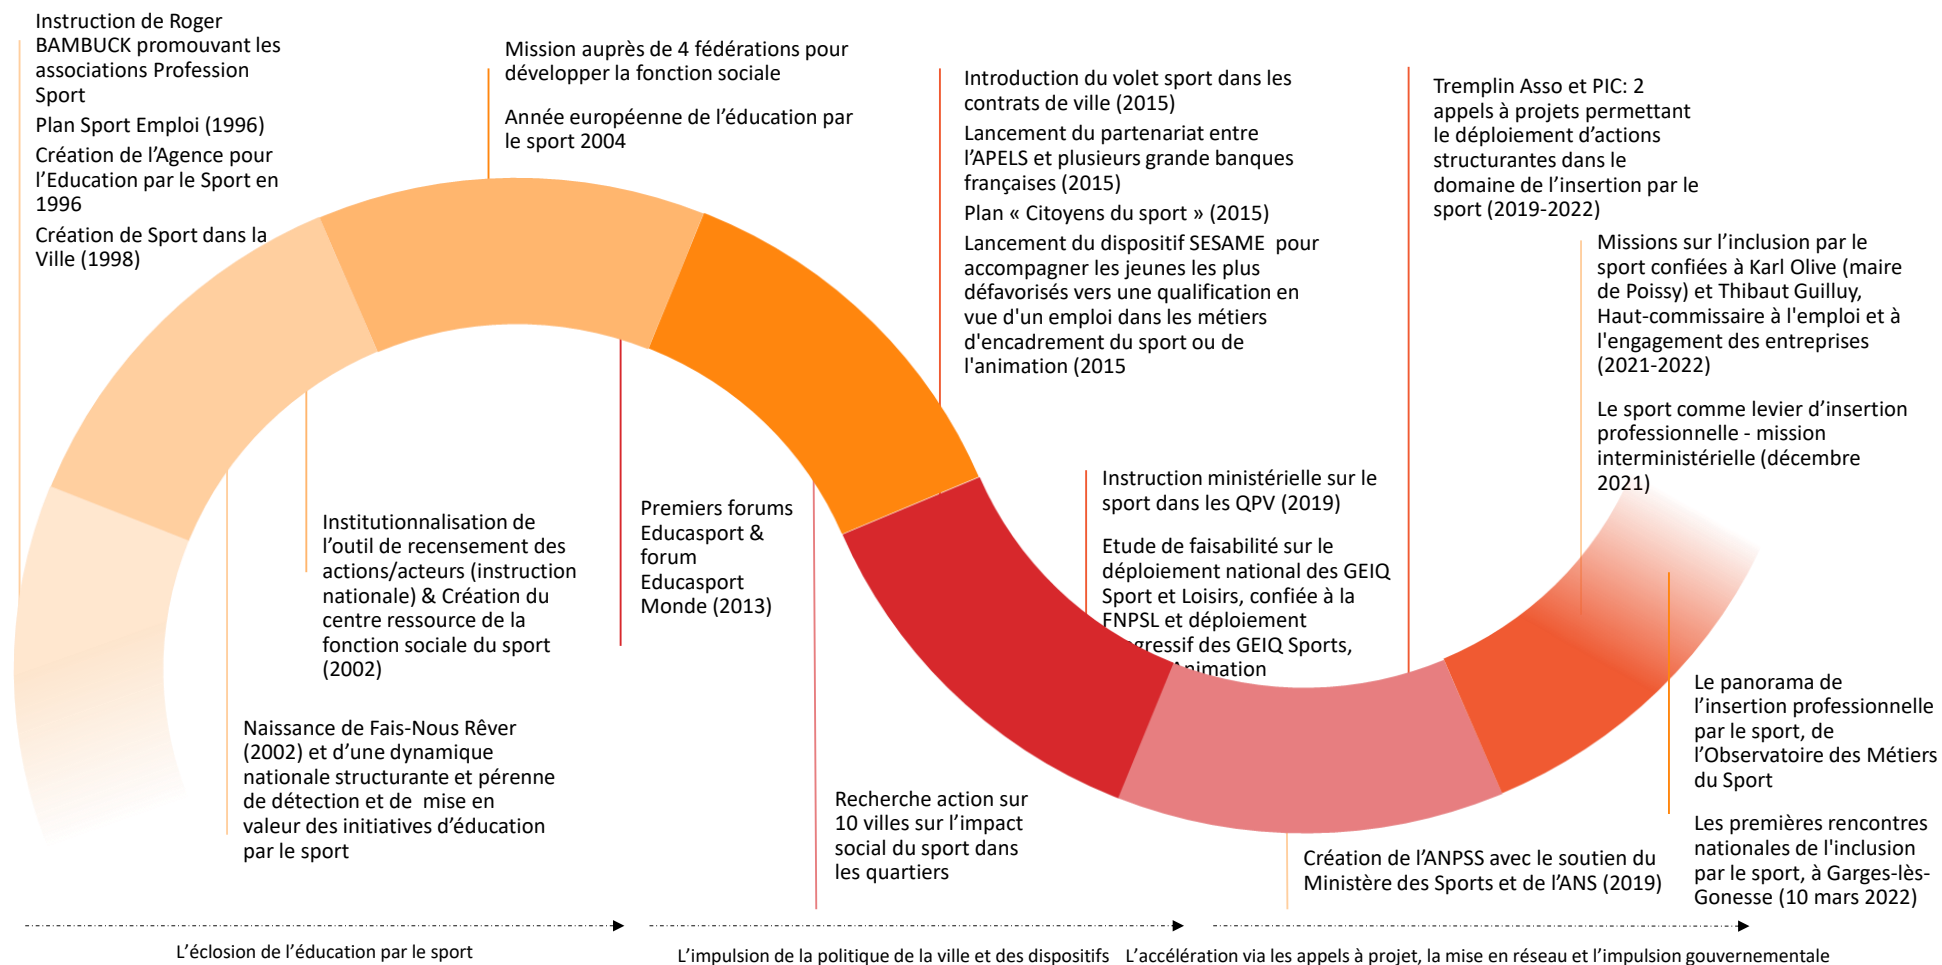 Instruction de Roger
BAMBUCK promouvant les
associations Profession
Sport
Plan Sport Emploi (1996)
Création de l'Agence pour
l'Education par le Sport en
1996
Création de Sport dans la
Ville (1998)
Mission auprès de 4 fédérations pour
développer la fonction sociale
Année européenne de l'éducation par
le sport 2004
Introduction du volet sport dans les
contrats de ville (2015)
Lancement du partenariat entre
l'APELS et plusieurs grande banques
françaises (2015)
Plan « Citoyens du sport » (2015)
Lancement du dispositif SESAME pour
accompagner les jeunes les plus
défavorisés vers une qualification en
vue d'un emploi dans les métiers
d'encadrement du sport ou de
l'animation (2015
Tremplin Asso et PIC: 2
appels à projets permettant
le déploiement d'actions
structurantes dans le
domaine de l'insertion par le
sport (2019-2022)
Missions sur l'inclusion par le
sport confiées à Karl Olive (maire
de Poissy) et Thibaut Guilluy,
Haut-commissaire à l'emploi et à
l'engagement des entreprises
(2021-2022)
Le sport comme levier d'insertion
professionnelle - mission
interministérielle (décembre
2021)
Institutionnalisation de
l'outil de recensement des
actions/acteurs (instruction
nationale) & Création du
centre ressource de la
fonction sociale du sport
(2002)
Naissance de Fais-Nous Rêver
(2002) et d'une dynamique
nationale structurante et pérenne
de détection et de mise en
valeur des initiatives d'éducation
par le sport
Premiers forums
Educasport &
forum
Educasport
Monde (2013)
Recherche action sur
10 villes sur l'impact
social du sport dans
les quartiers
Instruction ministérielle sur le
sport dans les QPV (2019)
Etude de faisabilité sur le
déploiement national des GEIQ
Sport et Loisirs, confiée à la
FNPSL et déploiement
gressif des GEIQ Sports,
nimation
Création de l'ANPSS avec le soutien du
Ministère des Sports et de l'ANS (2019)
Le panorama de
l'insertion professionnelle
par le sport, de
l'Observatoire des Métiers
du Sport
Les premières rencontres
nationales de l'inclusion
par le sport, à Garges-lès-
Gonesse (10 mars 2022)
L'éclosion de l'éducation par le sport
L'impulsion de la politique de la ville et des dispositifs
L'accélération via les appels à projet, la mise en réseau et l'impulsion gouvernementale